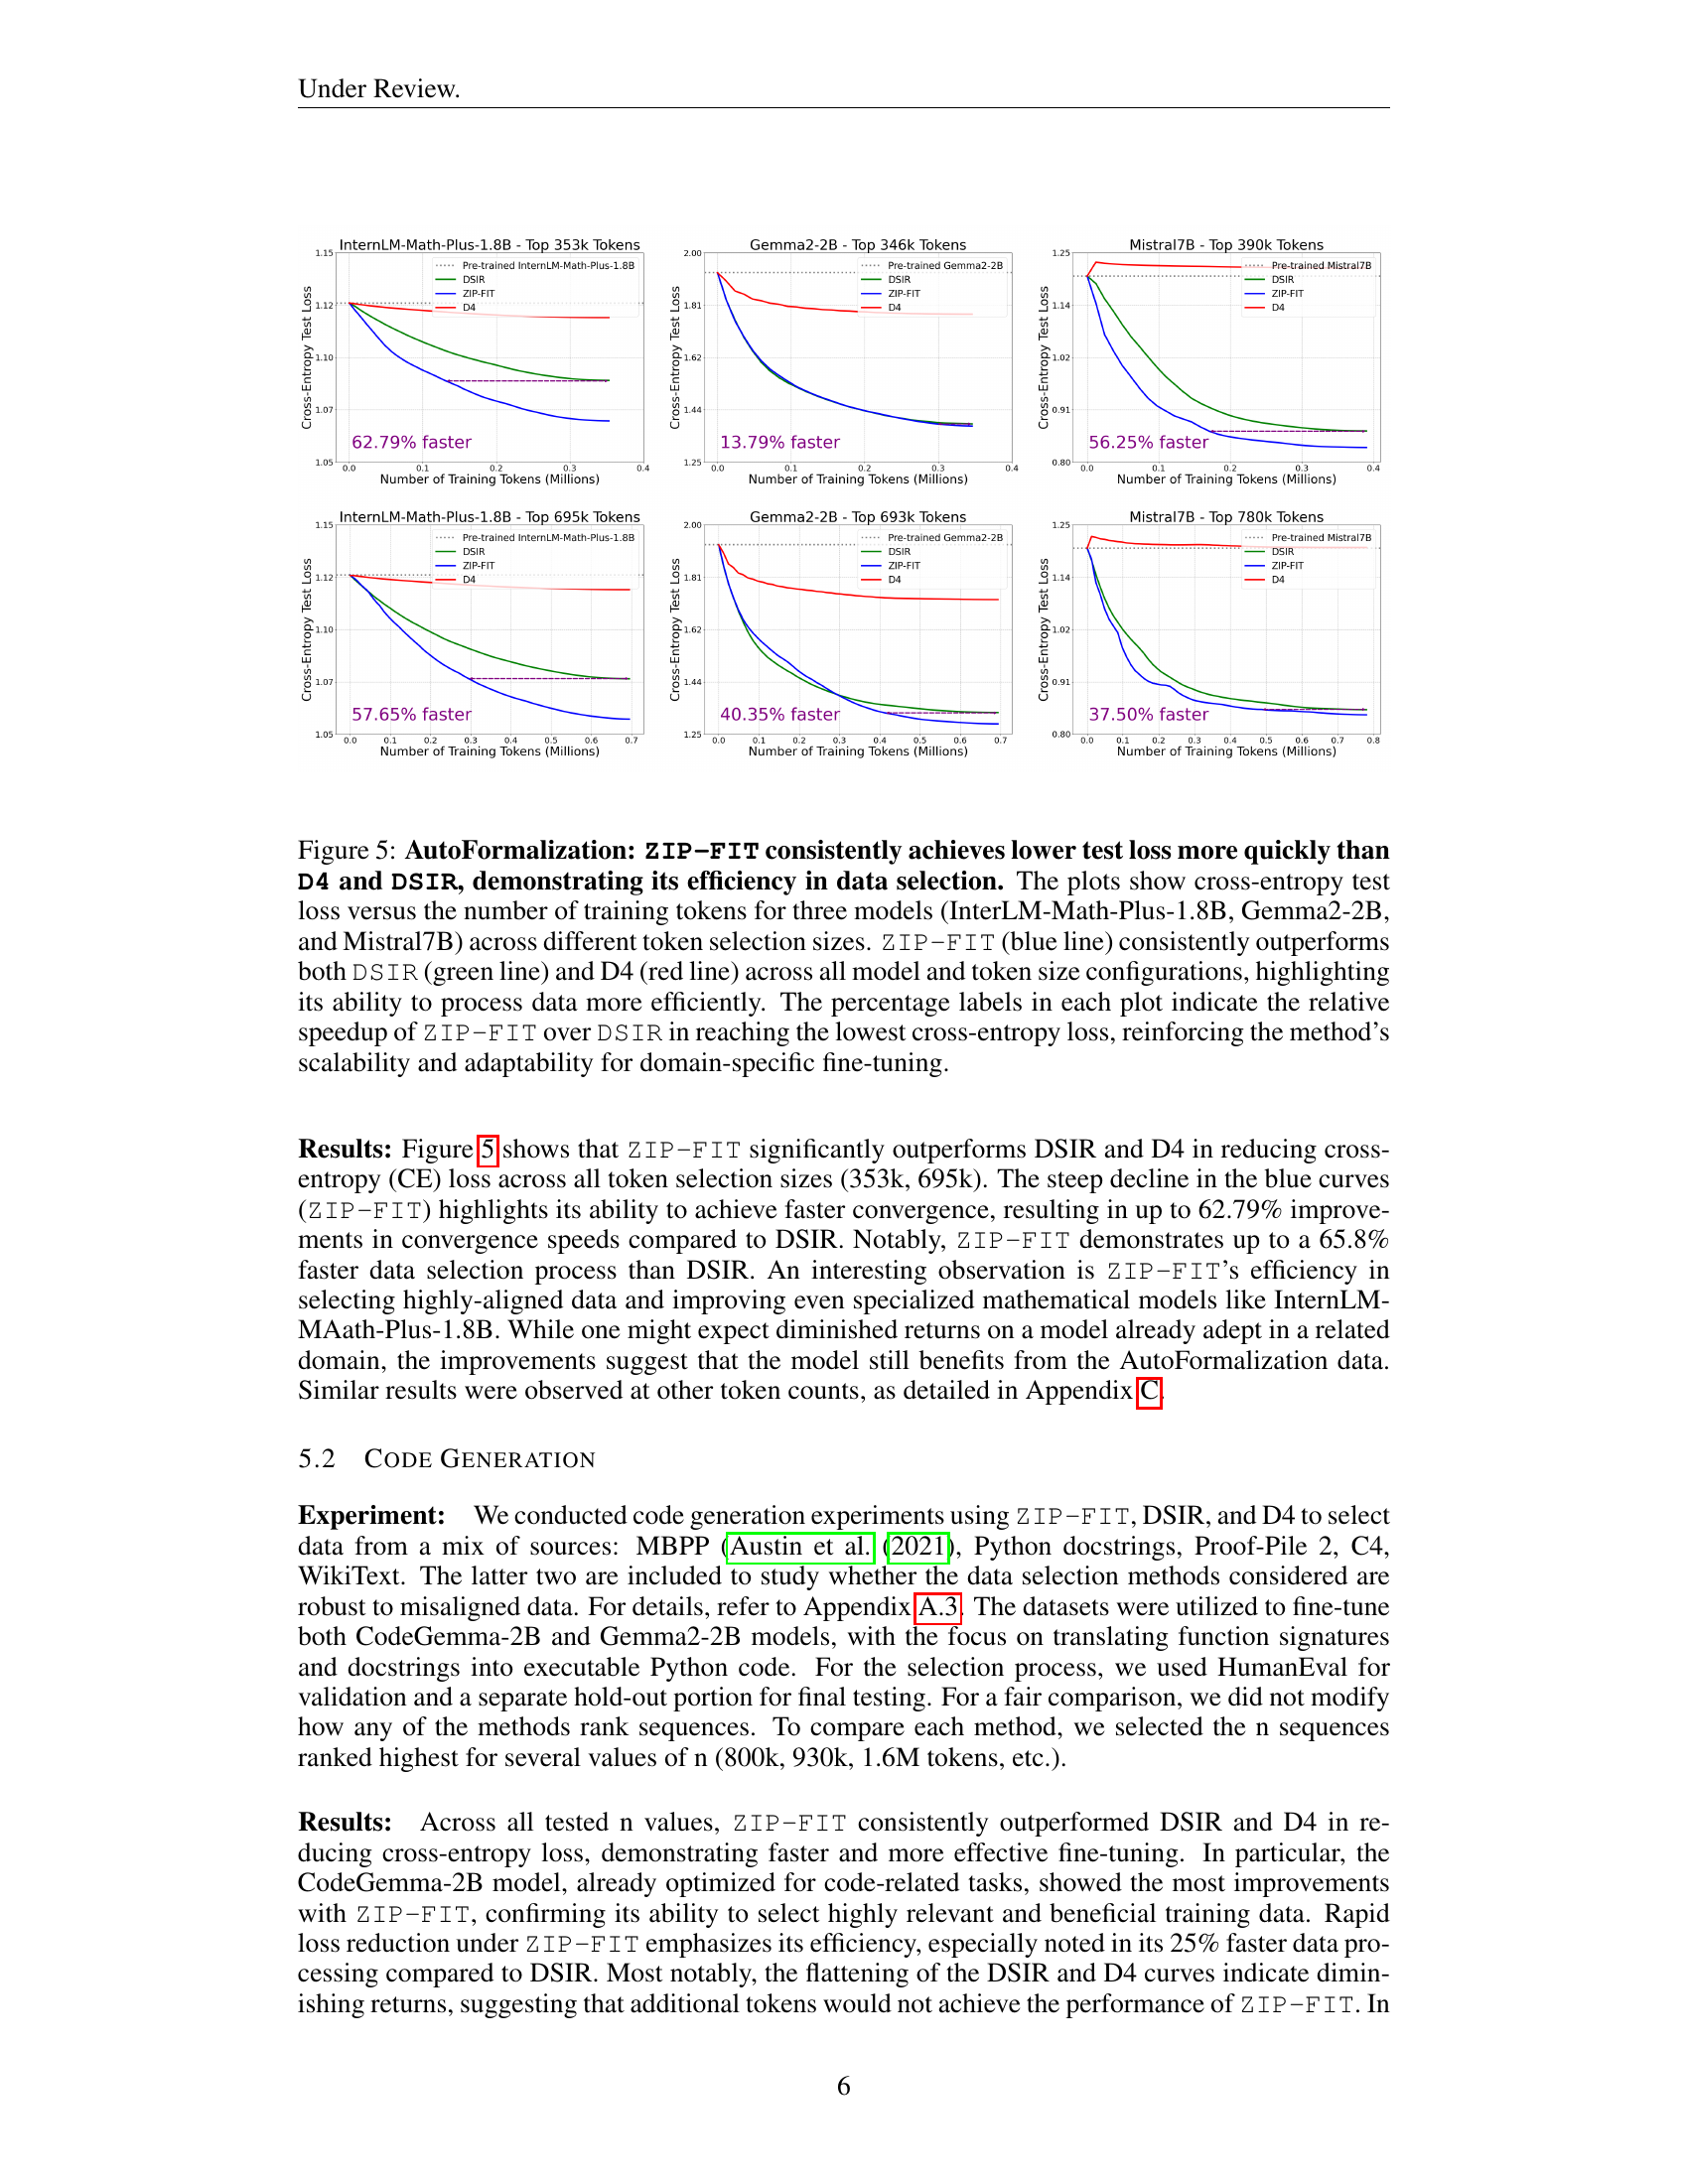 Under Review.
InternLM-Math-Plus-1.8B - Top 353k Tokens
Cross-Entropy Test Loss
1.15
1.12
1.10
1.07
1.05
Pre-trained InternLM-Math-Plus-1.8B
DSIR
ZIP-FIT
D4
62.79% faster
0.0 0.1 0.2 0.3 0.4
Number of Training Tokens (Millions)
Gemma2-2B - Top 346k Tokens
Cross-Entropy Test Loss
2.00
1.81
1.62
1.44
1.25
Pre-trained Gemma2-2B
DSIR
ZIP-FIT
D4
13.79% faster
0.0 0.1 0.2 0.3 0.4
Number of Training Tokens (Millions)
Mistral7B - Top 390k Tokens
Cross-Entropy Test Loss
1.25
1.14
1.02
0.91
0.80
Pre-trained Mistral7B
DSIR
ZIP-FIT
D4
56.25% faster
0.0 0.1 0.2 0.3 0.4
Number of Training Tokens (Millions)
InternLM-Math-Plus-1.8B - Top 695k Tokens
Cross-Entropy Test Loss
1.15
1.12
1.10
1.07
1.05
Pre-trained InternLM-Math-Plus-1.8B
DSIR
ZIP-FIT
D4
57.65% faster
0.0 0.1 0.2 0.3 0.4 0.5 0.6 0.7
Number of Training Tokens (Millions)
Gemma2-2B - Top 693k Tokens
Cross-Entropy Test Loss
2.00
1.81
1.62
1.44
1.25
Pre-trained Gemma2-2B
DSIR
ZIP-FIT
D4
40.35% faster
0.0 0.1 0.2 0.3 0.4 0.5 0.6 0.7
Number of Training Tokens (Millions)
Mistral7B - Top 780k Tokens
Cross-Entropy Test Loss
1.25
1.14
1.02
0.91
0.80
Pre-trained Mistral7B
DSIR
ZIP-FIT
D4
37.50% faster
0.0 0.1 0.2 0.3 0.4 0.5 0.6 0.7 0.8
Number of Training Tokens (Millions)
Figure 5: AutoFormalization: ZIP-FIT consistently achieves lower test loss more quickly than
D4 and DSIR, demonstrating its efficiency in data selection. The plots show cross-entropy test
loss versus the number of training tokens for three models (InterLM-Math-Plus-1.8B, Gemma2-2B,
and Mistral7B) across different token selection sizes. ZIP-FIT (blue line) consistently outperforms
both DSIR (green line) and D4 (red line) across all model and token size configurations, highlighting
its ability to process data more efficiently. The percentage labels in each plot indicate the relative
speedup of ZIP-FIT over DSIR in reaching the lowest cross-entropy loss, reinforcing the method's
scalability and adaptability for domain-specific fine-tuning.
Results: Figure 5 shows that ZIP-FIT significantly outperforms DSIR and D4 in reducing cross-
entropy (CE) loss across all token selection sizes (353k, 695k). The steep decline in the blue curves
(ZIP-FIT) highlights its ability to achieve faster convergence, resulting in up to 62.79% improve-
ments in convergence speeds compared to DSIR. Notably, ZIP-FIT demonstrates up to a 65.8%
faster data selection process than DSIR. An interesting observation is ZIP-FIT's efficiency in
selecting highly-aligned data and improving even specialized mathematical models like InternLM-
MAath-Plus-1.8B. While one might expect diminished returns on a model already adept in a related
domain, the improvements suggest that the model still benefits from the AutoFormalization data.
Similar results were observed at other token counts, as detailed in Appendix C.
5.2 CODE GENERATION
Experiment: We conducted code generation experiments using ZIP-FIT, DSIR, and D4 to select
data from a mix of sources: MBPP (Austin et al. (2021), Python docstrings, Proof-Pile 2, C4,
WikiText. The latter two are included to study whether the data selection methods considered are
robust to misaligned data. For details, refer to Appendix A.3. The datasets were utilized to fine-tune
both CodeGemma-2B and Gemma2-2B models, with the focus on translating function signatures
and docstrings into executable Python code. For the selection process, we used HumanEval for
validation and a separate hold-out portion for final testing. For a fair comparison, we did not modify
how any of the methods rank sequences. To compare each method, we selected the n sequences
ranked highest for several values of n (800k, 930k, 1.6M tokens, etc.).
Results: Across all tested n values, ZIP-FIT consistently outperformed DSIR and D4 in re-
ducing cross-entropy loss, demonstrating faster and more effective fine-tuning. In particular, the
CodeGemma-2B model, already optimized for code-related tasks, showed the most improvements
with ZIP-FIT, confirming its ability to select highly relevant and beneficial training data. Rapid
loss reduction under ZIP-FIT emphasizes its efficiency, especially noted in its 25% faster data pro-
cessing compared to DSIR. Most notably, the flattening of the DSIR and D4 curves indicate dimin-
ishing returns, suggesting that additional tokens would not achieve the performance of ZIP-FIT. In
6